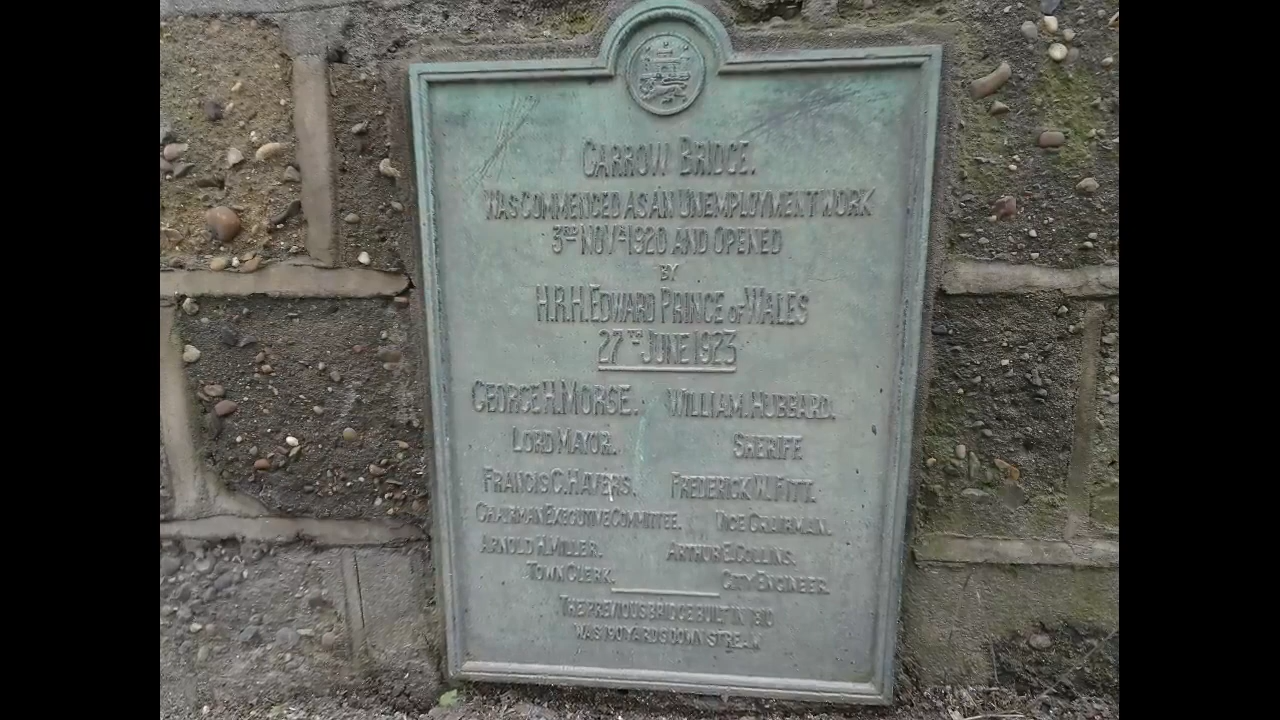 CARROW BRIDGE.
WAS COMMENCED AS AN UNEMPLOYMENT WORK
3RD NOVR 1920 AND OPENED
BY
H.R.H. EDWARD PRINCE OF WALES
27TH JUNE 1923
GEORGE H. MORSE. WILLIAM. HUBBARD.
LORD MAYOR. SHERIFF.
FRANCIS C. HAVERS. FREDERICK W. FITT.
CHAIRMAN EXECUTIVE COMMITTEE. VICE CHAIRMAN.
ARNOLD H. MILLER. ARTHUR E. COLLINS.
TOWN CLERK. CITY ENGINEER.
THE PREVIOUS BRIDGE BUILT IN 1810
WAS 190 YARDS DOWN STREAM